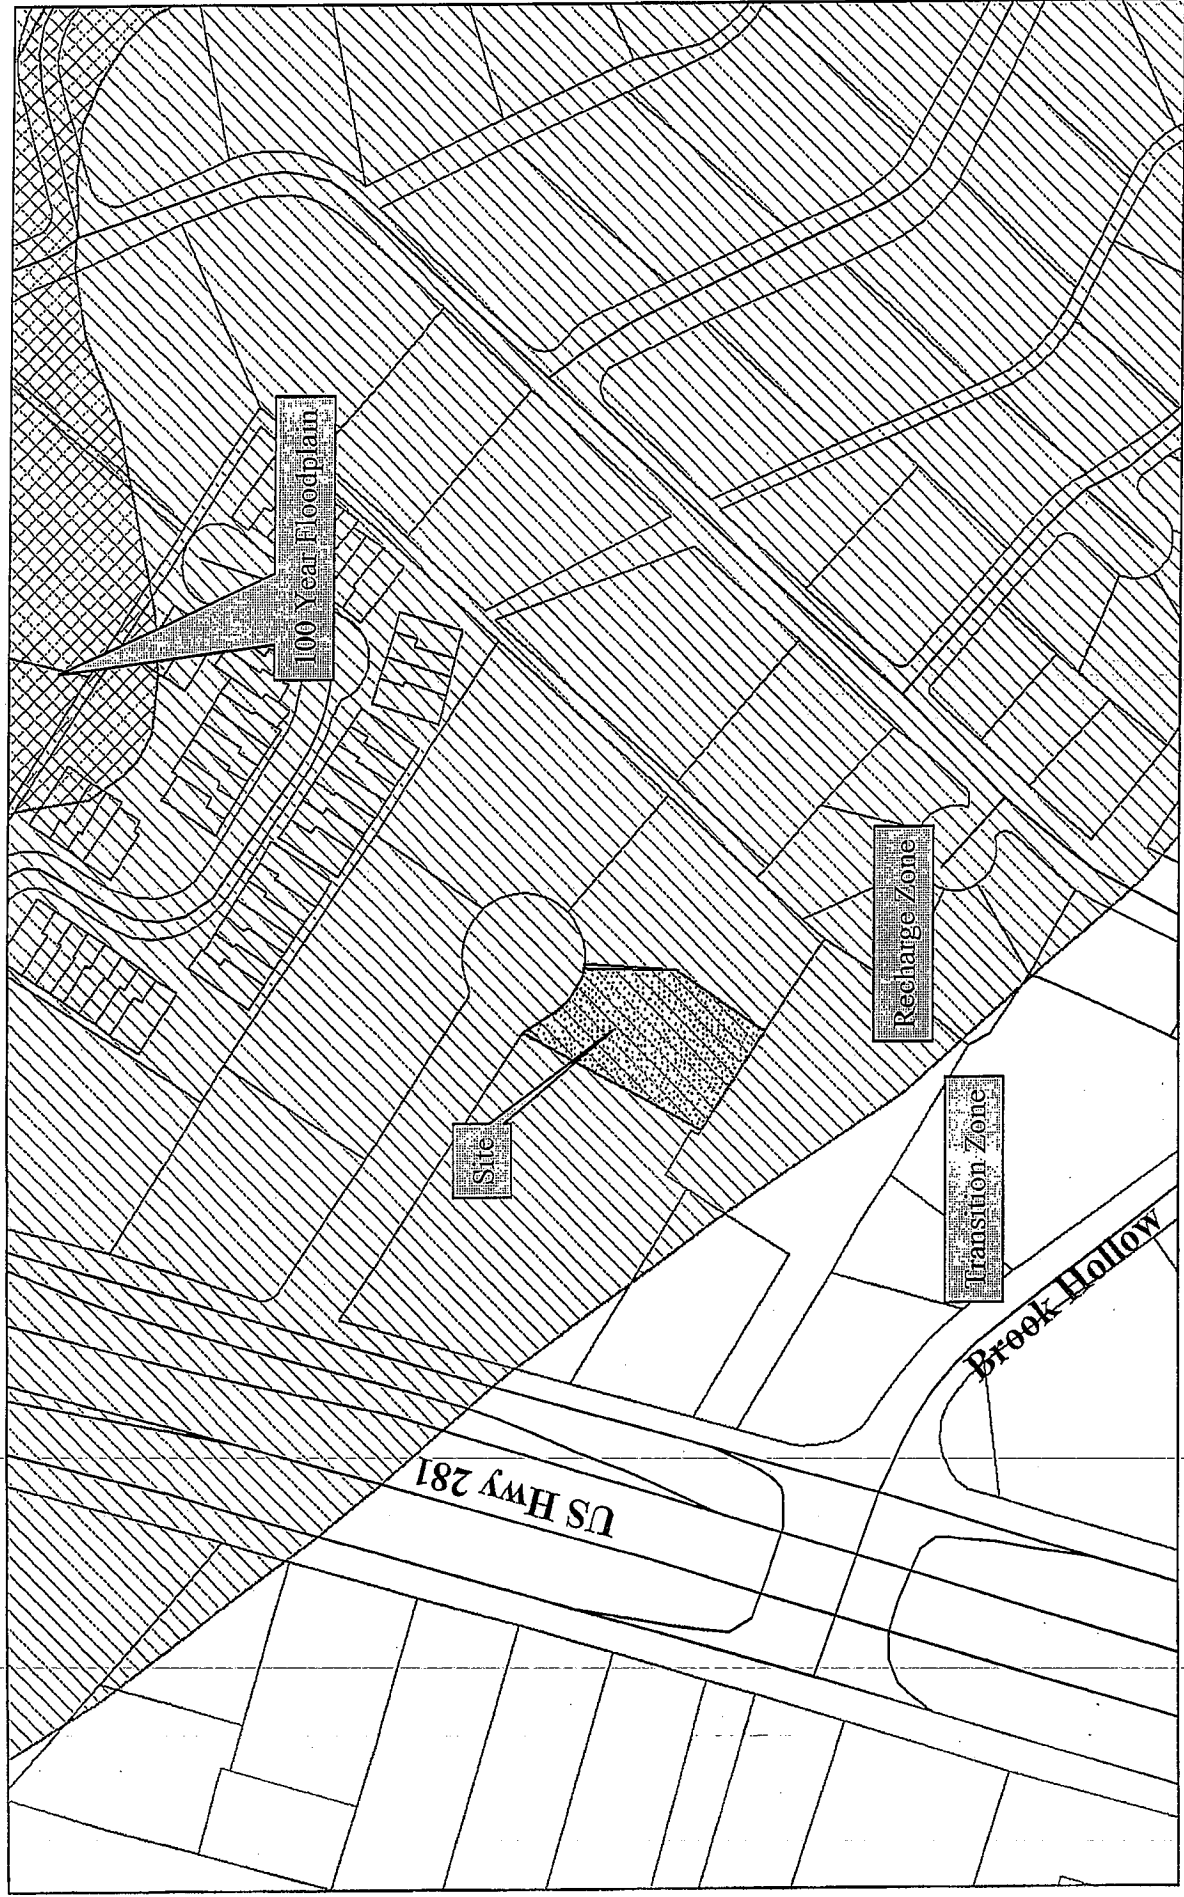 100 Year Floodplain
Site
Recharge Zone
Transition Zone
US Hwy 281
Brook Hollow